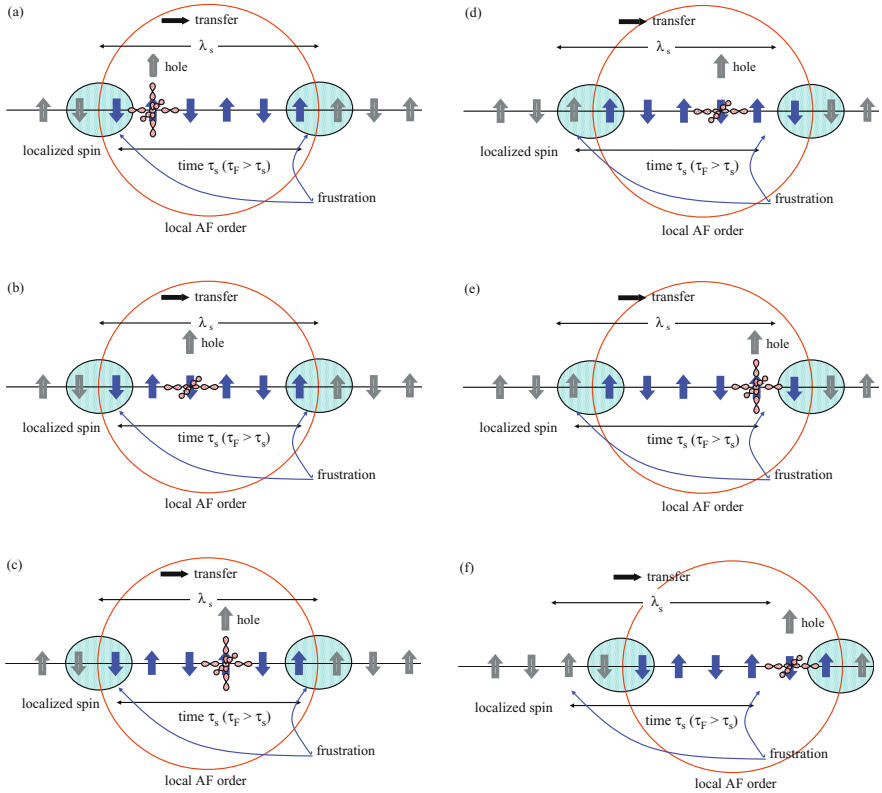 (a)
transfer
λs
hole
localized spin
time τs (τF > τs)
frustration
local AF order
(b)
transfer
λs
hole
localized spin
time τs (τF > τs)
frustration
local AF order
(c)
transfer
λs
hole
localized spin
time τs (τF > τs)
frustration
local AF order
(d)
transfer
λs
hole
localized spin
time τs (τF > τs)
frustration
local AF order
(e)
transfer
λs
hole
localized spin
time τs (τF > τs)
frustration
local AF order
(f)
transfer
λs
hole
localized spin
time τs (τF > τs)
frustration
local AF order